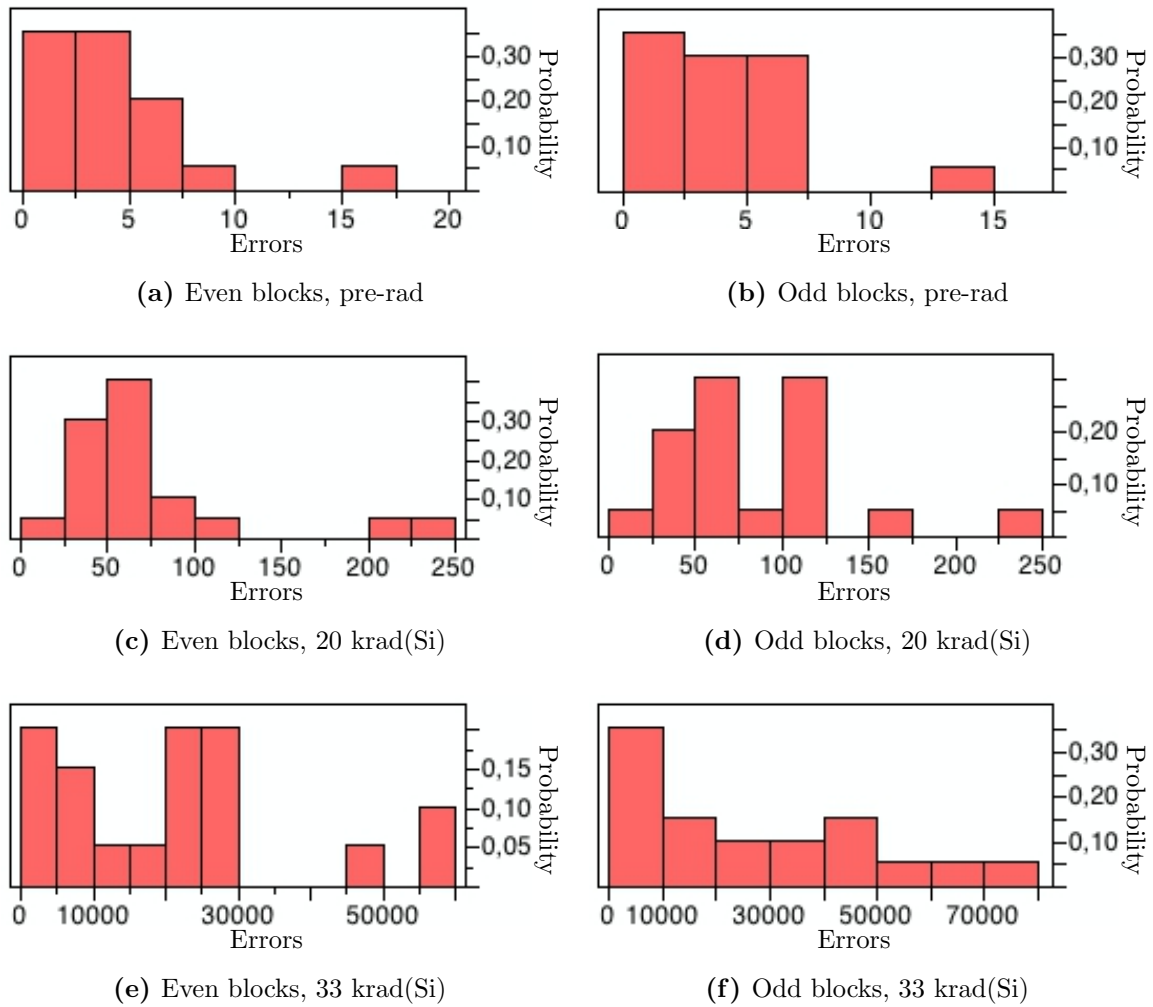 0,30
0,20
0,10
Probability
0 5 10 15 20
Errors
(a) Even blocks, pre-rad
0,30
0,20
0,10
Probability
0 5 10 15
Errors
(b) Odd blocks, pre-rad
0,30
0,20
0,10
Probability
0 50 100 150 200 250
Errors
(c) Even blocks, 20 krad(Si)
0,20
0,10
Probability
0 50 100 150 200 250
Errors
(d) Odd blocks, 20 krad(Si)
0,15
0,10
0,05
Probability
0 10000 30000 50000
Errors
(e) Even blocks, 33 krad(Si)
0,30
0,20
0,10
Probability
0 10000 30000 50000 70000
Errors
(f) Odd blocks, 33 krad(Si)